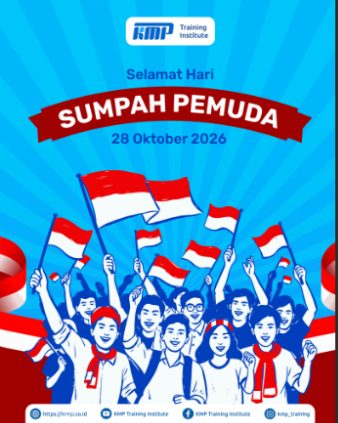 KMP Training
Institute
Selamat Hari
SUMPAH PEMUDA
28 Oktober 2026
https://kmp.co.id
KMP Training Institute
KMP Training Institute
kmp_training